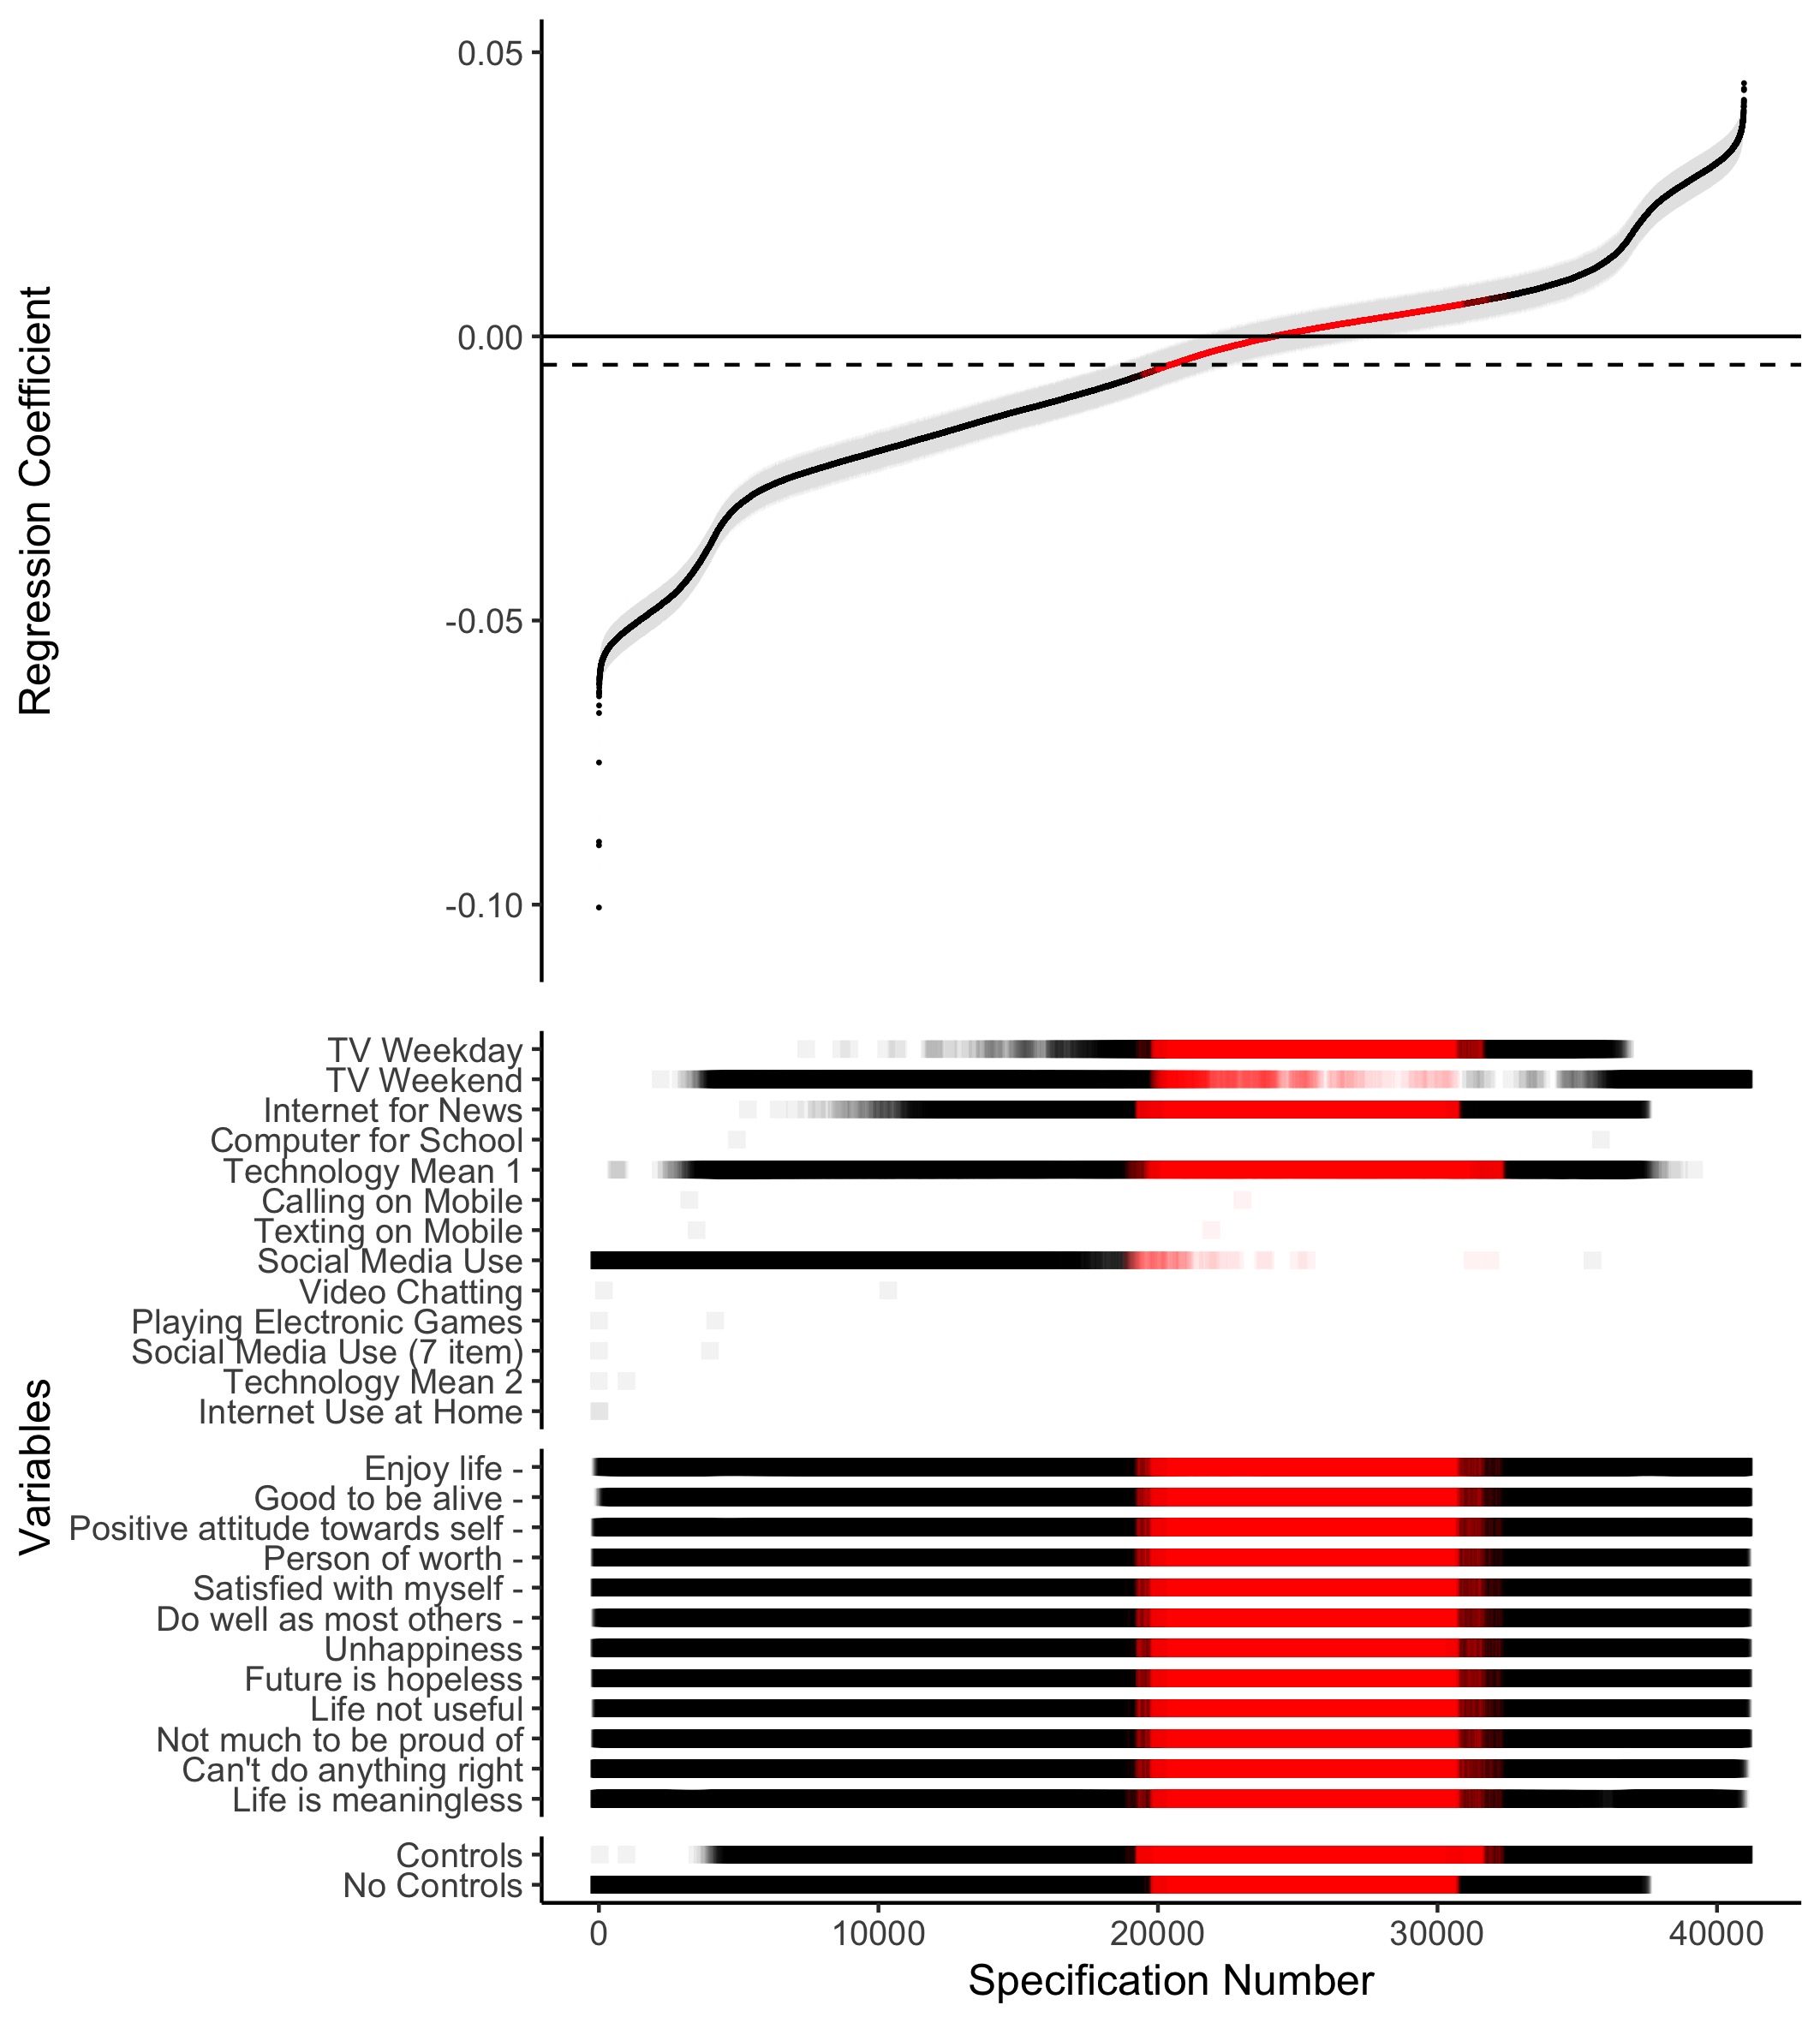 Regression Coefficient
0.05
0.00
-0.05
-0.10
Variables
TV Weekday
TV Weekend
Internet for News
Computer for School
Technology Mean 1
Calling on Mobile
Texting on Mobile
Social Media Use
Video Chatting
Playing Electronic Games
Social Media Use (7 item)
Technology Mean 2
Internet Use at Home
Enjoy life -
Good to be alive -
Positive attitude towards self -
Person of worth -
Satisfied with myself -
Do well as most others -
Unhappiness
Future is hopeless
Life not useful
Not much to be proud of
Can't do anything right
Life is meaningless
Controls
No Controls
0 10000 20000 30000 40000
Specification Number